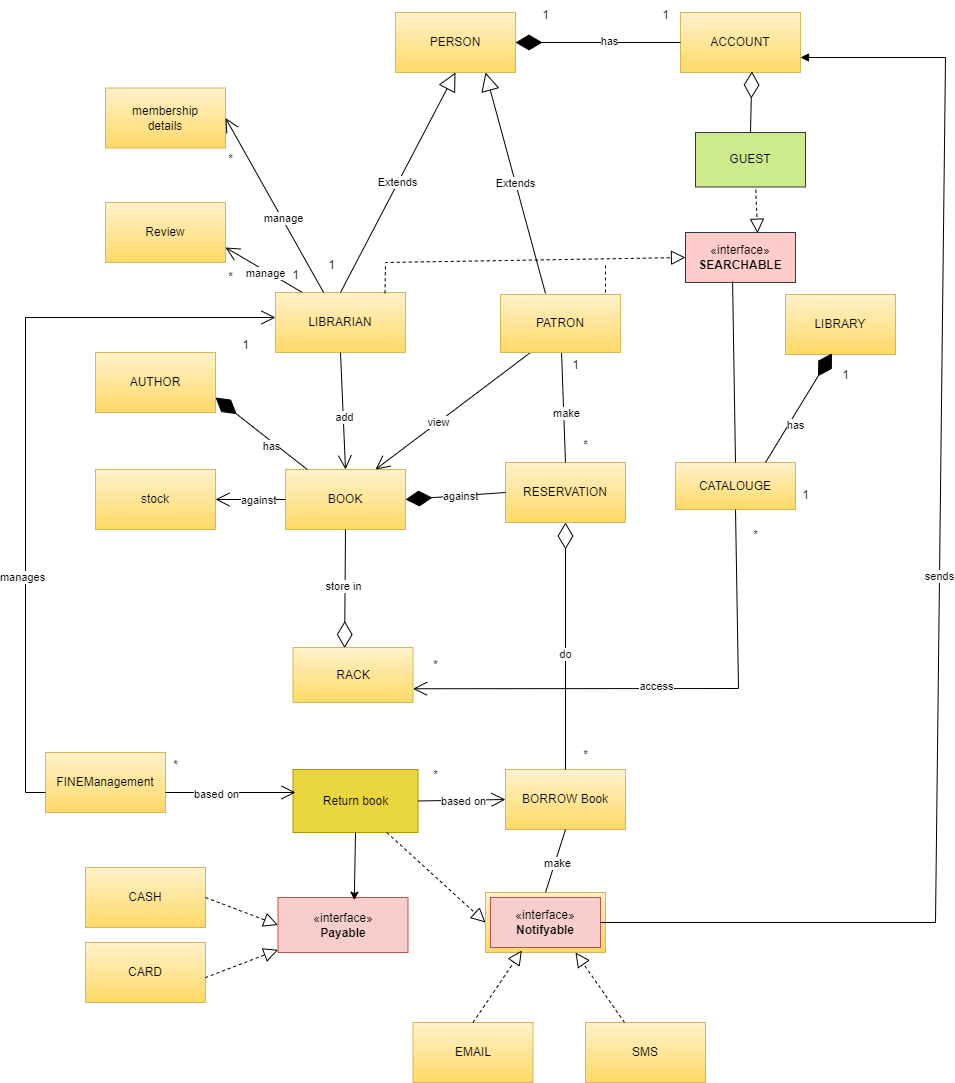 1
1
PERSON
has
ACCOUNT
membership
details
*
GUEST
Extends
Extends
manage
Review
«interface»
SEARCHABLE
1
*
manage
1
LIBRARIAN
PATRON
LIBRARY
1
1
1
AUTHOR
add
view
make
has
has
*
BOOK
RESERVATION
CATALOUGE
1
stock
against
against
*
manages
store in
sends
do
*
RACK
access
*
*
*
FINEManagement
based on
Return book
based on
BORROW Book
make
CASH
«interface»
Payable
«interface»
Notifyable
CARD
EMAIL
SMS